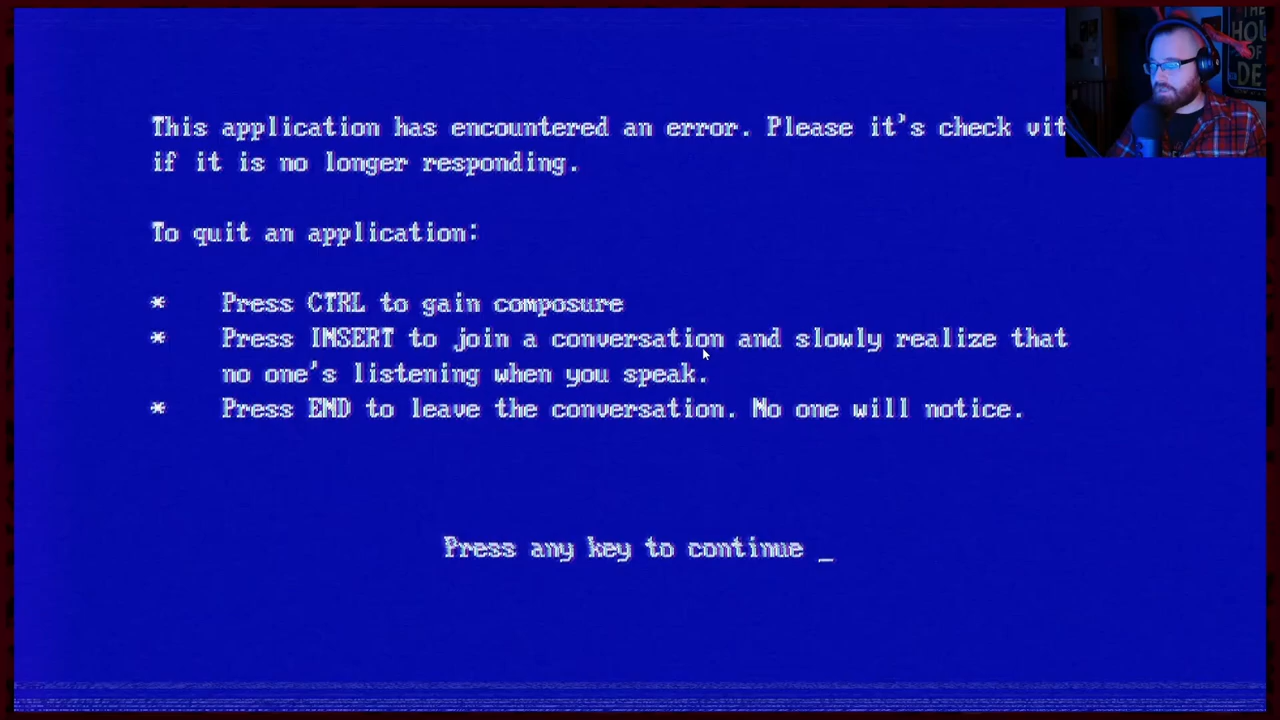 This application has encountered an error. Please it's check
if it is no longer responding.
To quit an application:
* Press CTRL to gain composure
* Press INSERT to join a conversation and slowly realize that
no one's listening when you speak.
* Press END to leave the conversation. No one will notice.
Press any key to continue _
THE
OF